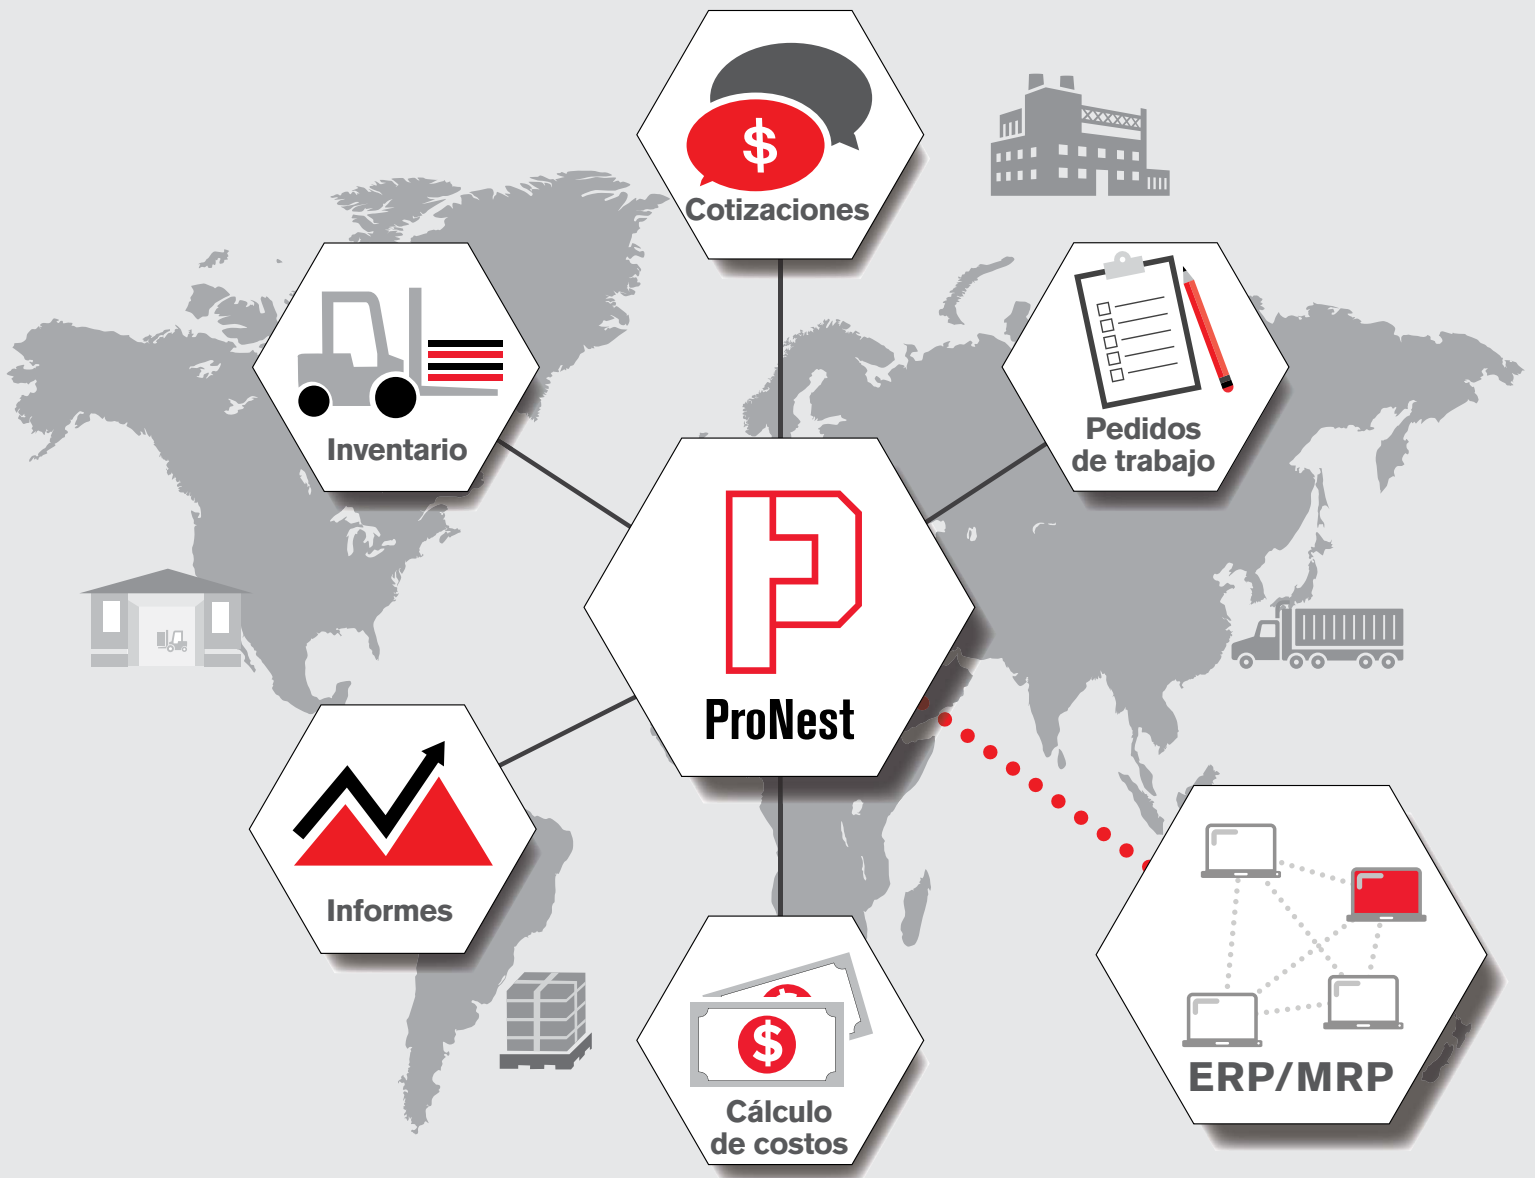 $
Cotizaciones
Inventario
Pedidos
de trabajo
ProNest
Informes
$
Cálculo
de costos
ERP/MRP